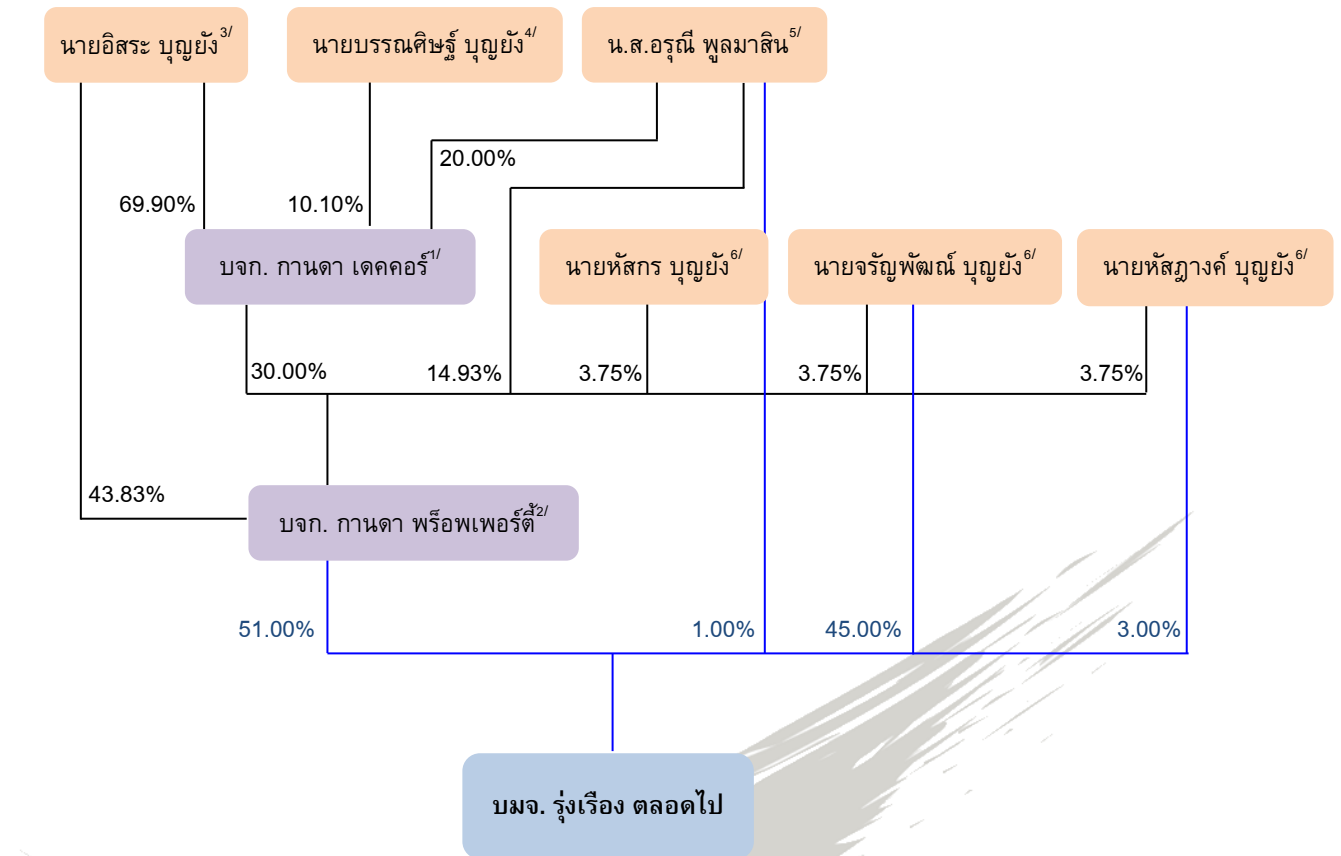 นายอิสระ บุญยัง3/
นายบรรณศิษฐ์ บุญยัง4/
น.ส.อรุณี พูลมาสิน5/
20.00%
69.90%
10.10%
บจก. กานดา เดคคอร์1/
นายหัสกร บุญยัง6/
นายจรัญพัฒณ์ บุญยัง6/
นายหัสฎางค์ บุญยัง6/
30.00%
14.93%
3.75%
3.75%
3.75%
43.83%
บจก. กานดา พร็อพเพอร์ตี้2/
51.00%
1.00%
45.00%
3.00%
บมจ. รุ่งเรือง ตลอดไป